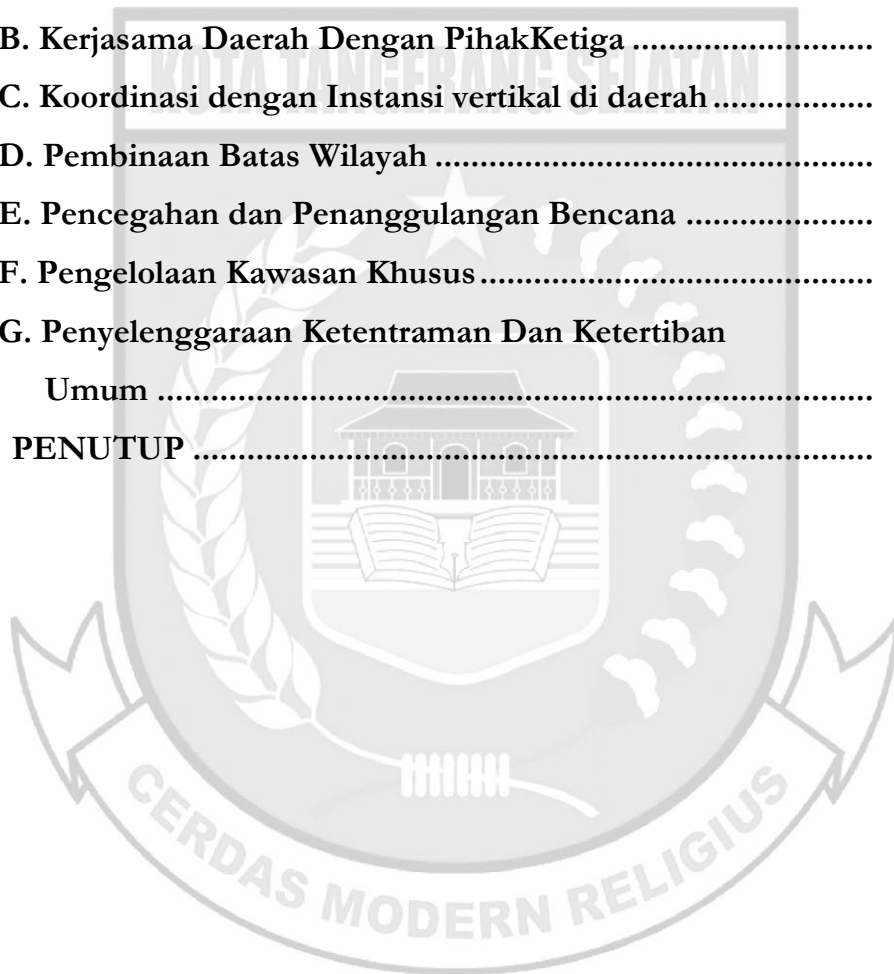 B. Kerjasama Daerah Dengan PihakKetiga ...........................
KOTA TANGERANG SELATAN
C. Koordinasi dengan Instansi vertikal di daerah ..................
D. Pembinaan Batas Wilayah .................................................
E. Pencegahan dan Penanggulangan Bencana .....................
F. Pengelolaan Kawasan Khusus ............................................
G. Penyelenggaraan Ketentraman Dan Ketertiban
Umum ................................................................................
PENUTUP ............................................................................
CERDAS MODERN RELIGIUS